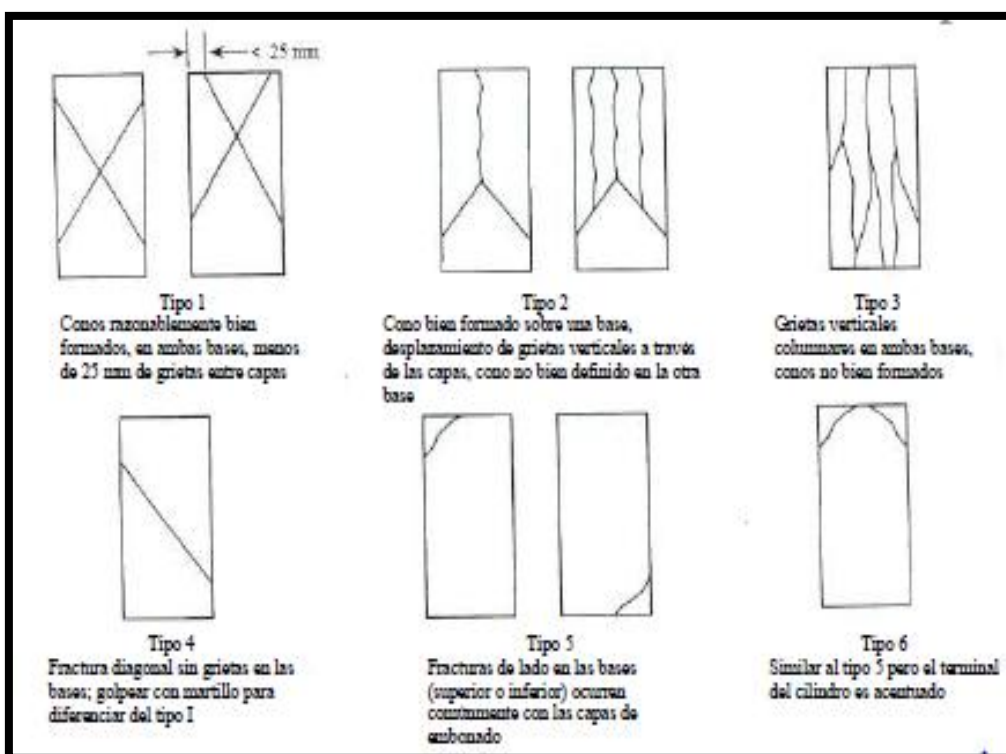 < 25 mm
Tipo 1
Conos razonablemente bien
formados, en ambas bases, menos
de 25 mm de grietas entre capas
Tipo 2
Cono bien formado sobre una base,
desplazamiento de grietas verticales a través
de las capas, cono no bien definido en la otra
base
Tipo 3
Grietas verticales
columnares en ambas bases,
conos no bien formados
Tipo 4
Fractura diagonal sin grietas en las
bases; golpear con martillo para
diferenciar del tipo I
Tipo 5
Fracturas de lado en las bases
(superior o inferior) ocurren
comúnmente con las capas de
embonado
Tipo 6
Similar al tipo 5 pero el terminal
del cilindro es acentuado